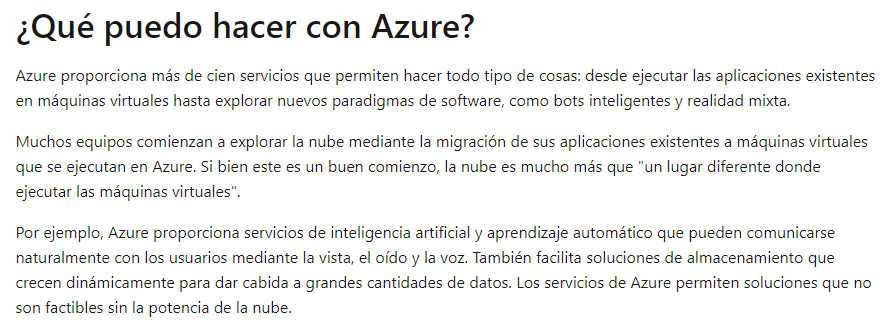 ¿Qué puedo hacer con Azure?
Azure proporciona más de cien servicios que permiten hacer todo tipo de cosas: desde ejecutar las aplicaciones existentes
en máquinas virtuales hasta explorar nuevos paradigmas de software, como bots inteligentes y realidad mixta.
Muchos equipos comienzan a explorar la nube mediante la migración de sus aplicaciones existentes a máquinas virtuales
que se ejecutan en Azure. Si bien este es un buen comienzo, la nube es mucho más que "un lugar diferente donde
ejecutar las máquinas virtuales".
Por ejemplo, Azure proporciona servicios de inteligencia artificial y aprendizaje automático que pueden comunicarse
naturalmente con los usuarios mediante la vista, el oído y la voz. También facilita soluciones de almacenamiento que
crecen dinámicamente para dar cabida a grandes cantidades de datos. Los servicios de Azure permiten soluciones que no
son factibles sin la potencia de la nube.